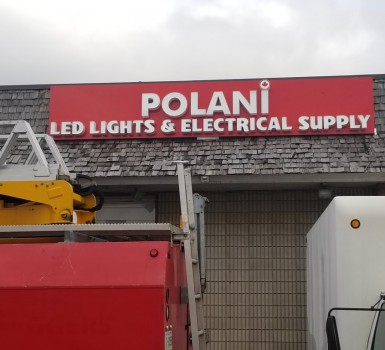 POLANi
LED LIGHTS & ELECTRICAL SUPPLY